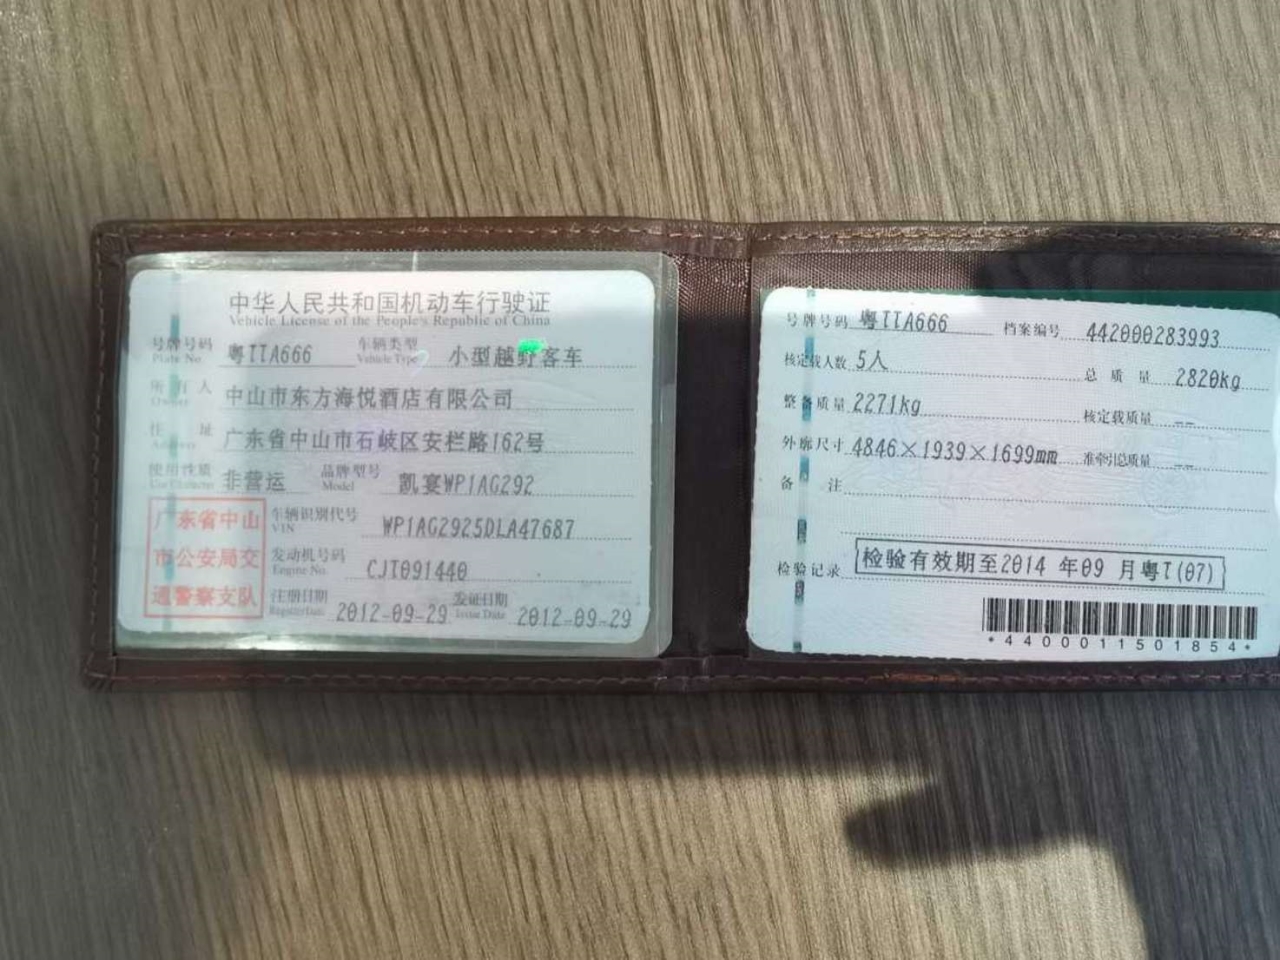 中华人民共和国机动车行驶证
Vehicle License of the People's Republic of China
号牌号码 粤TTA666 车辆类型 小型越野客车
Plate No. Vehicle Type
所有人 中山市东方海悦酒店有限公司
Owner
住址 广东省中山市石岐区安栏路162号
Address
使用性质 非营运 品牌型号 凯宴WP1AG292
Use Character Model
广东省中山
市公安局交
通警察支队
车辆识别代号 WP1AG2925DLA47687
VIN
发动机号码 CJT091440
Engine No.
注册日期 2012-09-29 发证日期 2012-09-29
Register Date Issue Date
号牌号码 粤TTA666 档案编号 442000283993
核定载人数 5人 总质量 2820kg
整备质量 2271kg 核定载质量 --
外廓尺寸 4846×1939×1699mm 准牵引总质量 --
备注
检验记录 检验有效期至2014 年09 月粤T(07)
*4400011501854*